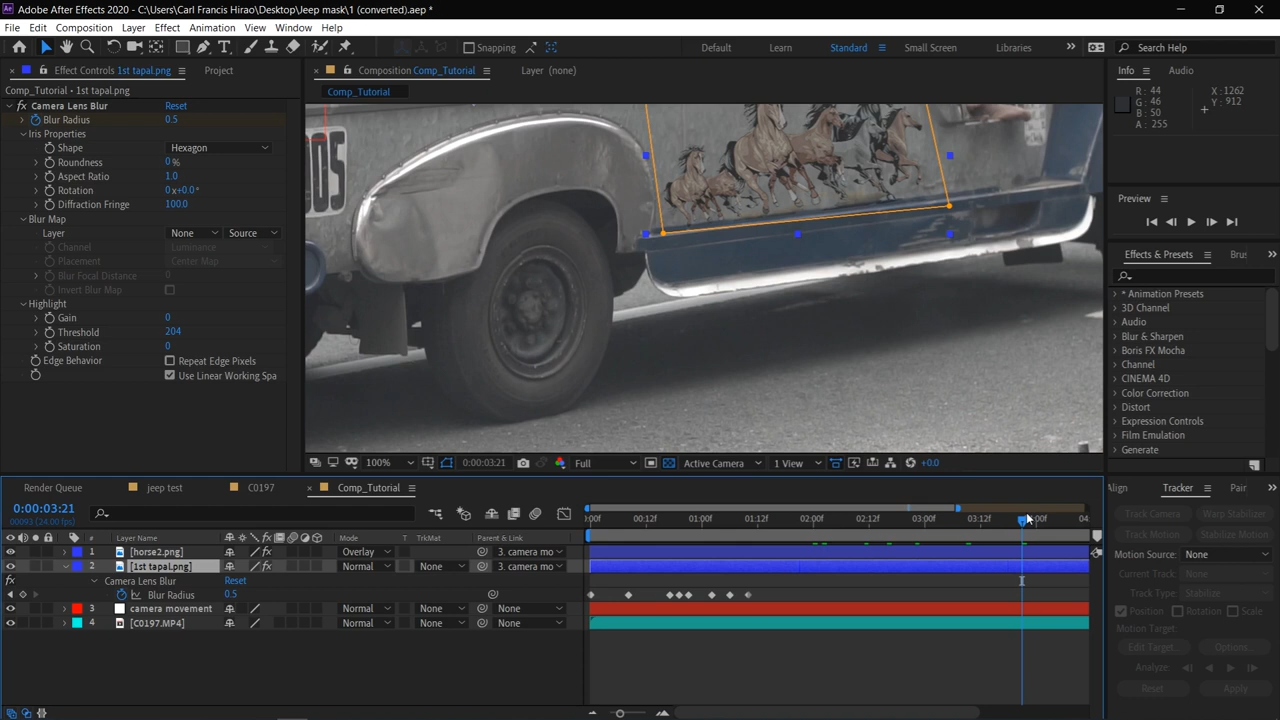 Adobe After Effects 2020 - C:\Users\Carl Francis Hirao\Desktop\Jeep mask\1 (converted).aep *
File Edit Composition Layer Effect Animation View Window Help
Snapping Default Learn Standard Small Screen Libraries Search Help
Effect Controls 1st tapal.png Project
Comp_Tutorial • 1st tapal.png
Camera Lens Blur Reset
Blur Radius 0.5
Iris Properties
Shape Hexagon
Roundness 0%
Aspect Ratio 1.0
Rotation 0x+0.0°
Diffraction Fringe 100.0
Blur Map
Layer None Source
Channel Luminance
Placement Center Map
Blur Focal Distance 0
Invert Blur Map
Highlight
Gain 0
Threshold 204
Saturation 0
Edge Behavior Repeat Edge Pixels
Use Linear Working Spa
Composition Comp_Tutorial Layer (none)
Comp_Tutorial
100% 0:00:03:21 Full Active Camera 1 View +0.0
Info Audio
R: 44 X: 1262
G: 46 Y: 912
B: 50
A: 255
Preview
Effects & Presets Brus
* Animation Presets
3D Channel
Audio
Blur & Sharpen
Boris FX Mocha
Channel
CINEMA 4D
Color Correction
Distort
Expression Controls
Film Emulation
Generate
Render Queue jeep test C0197 Comp_Tutorial
0:00:03:21
00093 (24.00 fps)
:00f 00:12f 01:00f 01:12f 02:00f 02:12f 03:00f 03:12f 00f 04:
# Layer Name Mode T TrkMat Parent & Link
1 [horse2.png] Overlay 3. camera mo
2 [1st tapal.png] Normal None 3. camera mo
Camera Lens Blur Reset
Blur Radius 0.5
3 camera movement Normal None None
4 [C0197.MP4] Normal None None
Align Tracker Pair
Track Camera Warp Stabilizer
Track Motion Stabilize Motion
Motion Source: None
Current Track: None
Track Type: Stabilize
Position Rotation Scale
Motion Target:
Edit Target... Options...
Analyze:
Reset Apply